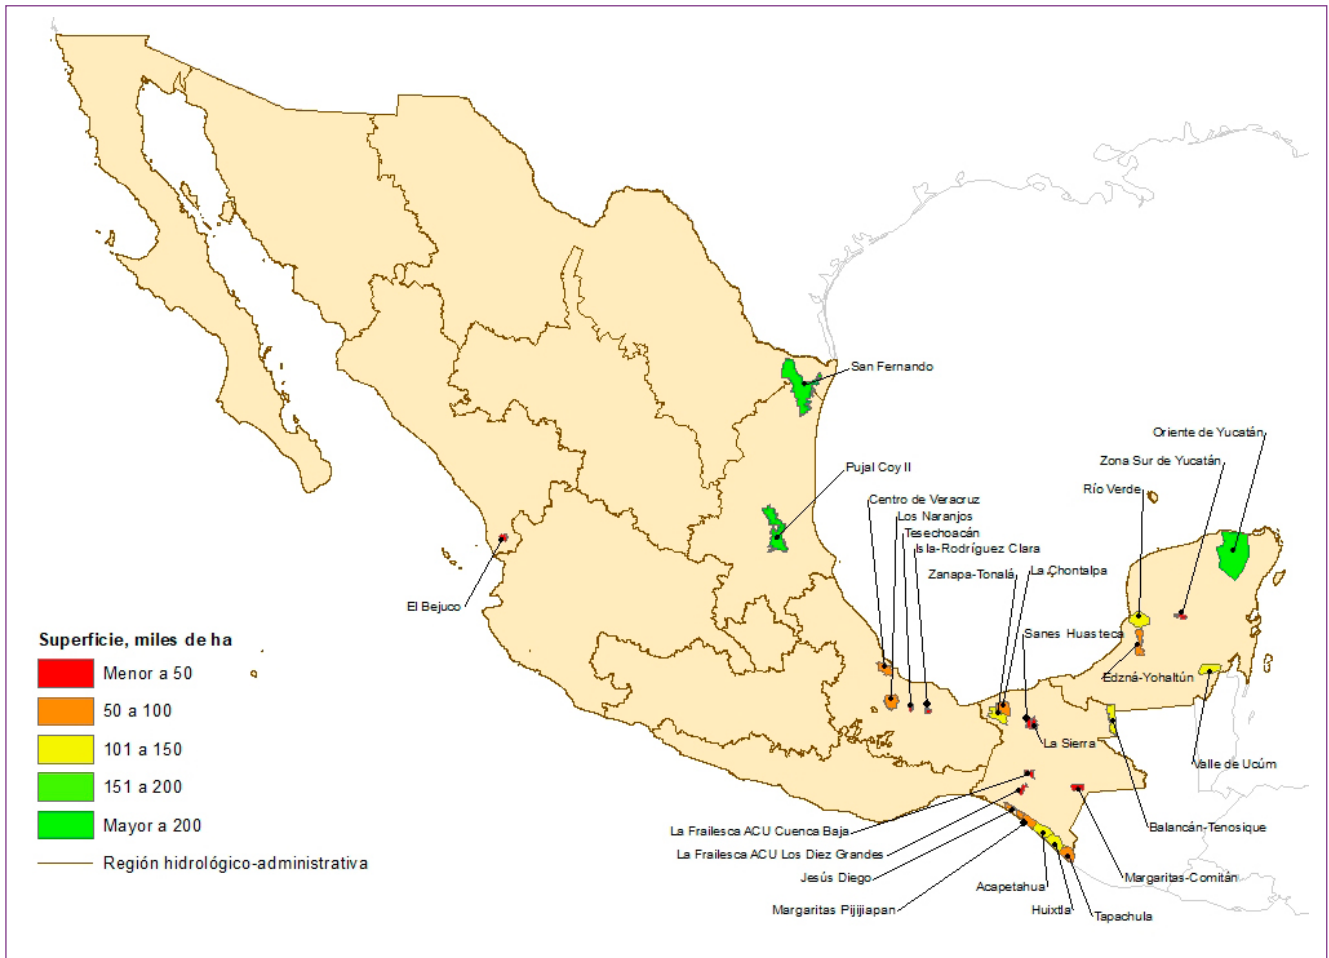 San Fernando
Oriente de Yucatán
Zona Sur de Yucatán
Pujal Coy II
Río Verde
Centro de Veracruz
Los Naranjos
Tesechoacán
Isla-Rodríguez Clara
Zanapa-Tonalá
La Chontalpa
El Bejuco
Sanes Huasteca
Superficie, miles de ha
Menor a 50
50 a 100
101 a 150
151 a 200
Mayor a 200
Región hidrológico-administrativa
Edzná-Yohaltún
La Sierra
Valle de Ucúm
La Frailesca ACU Cuenca Baja
Balancán-Tenosique
La Frailesca ACU Los Diez Grandes
Jesús Diego
Margaritas-Comitán
Acapetahua
Margaritas Pijijiapan
Huixtla
Tapachula